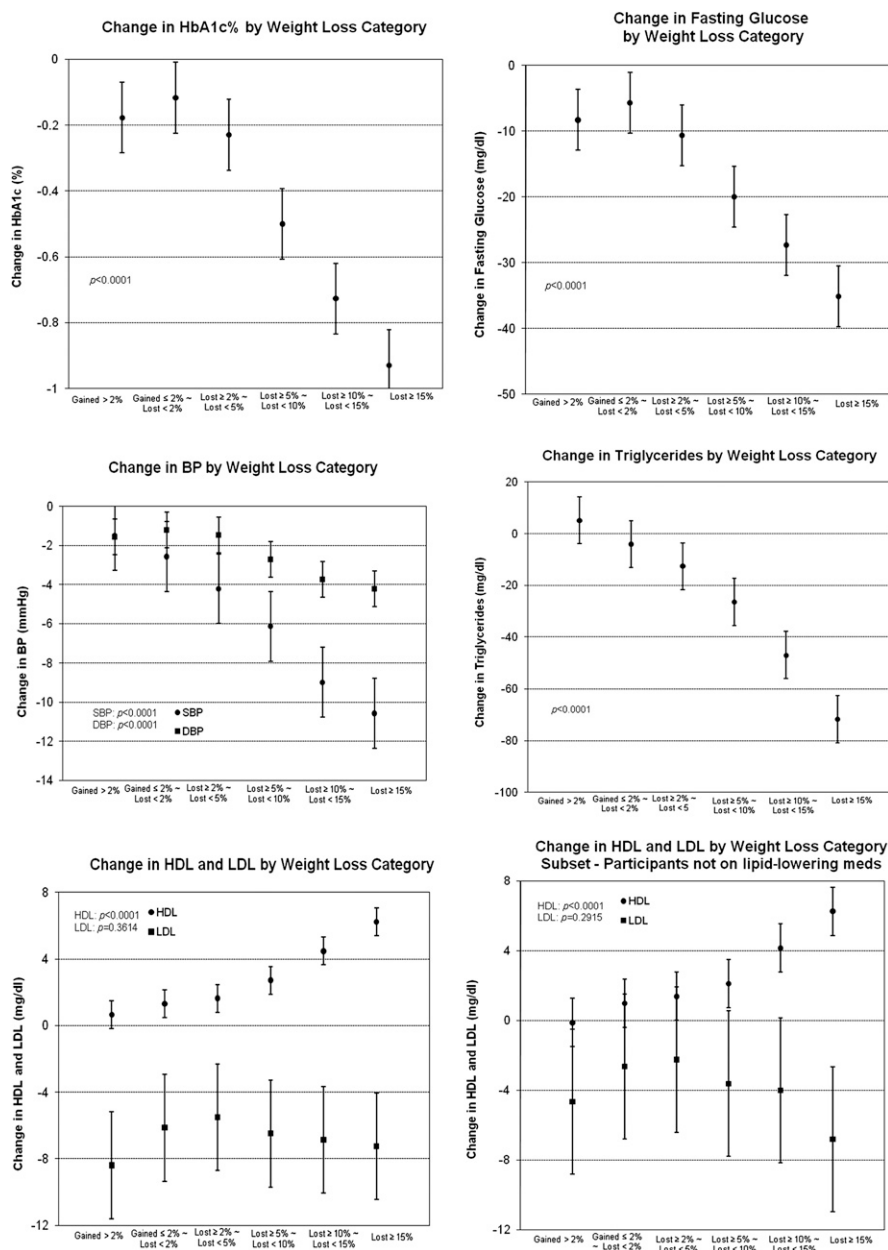 Change in HbA1c% by Weight Loss Category
0
-0.2
-0.4
-0.6
-0.8
-1
Change in HbA1c (%)
p<0.0001
Gained > 2%
Gained ≤ 2% ~
Lost < 2%
Lost ≥ 2% ~
Lost < 5%
Lost ≥ 5% ~
Lost < 10%
Lost ≥ 10% ~
Lost < 15%
Lost ≥ 15%
Change in Fasting Glucose
by Weight Loss Category
0
-10
-20
-30
-40
-50
Change in Fasting Glucose (mg/dl)
p<0.0001
Gained > 2%
Gained ≤ 2% ~
Lost < 2%
Lost ≥ 2% ~
Lost < 5%
Lost ≥ 5% ~
Lost < 10%
Lost ≥ 10% ~
Lost < 15%
Lost ≥ 15%
Change in BP by Weight Loss Category
0
-2
-4
-6
-8
-10
-12
-14
Change in BP (mmHg)
SBP: p<0.0001
DBP: p<0.0001
SBP
DBP
Gained > 2%
Gained ≤ 2% ~
Lost < 2%
Lost ≥ 2% ~
Lost < 5%
Lost ≥ 5% ~
Lost < 10%
Lost ≥ 10% ~
Lost < 15%
Lost ≥ 15%
Change in Triglycerides by Weight Loss Category
20
0
-20
-40
-60
-80
-100
Change in Triglycerides (mg/dl)
p<0.0001
Gained > 2%
Gained ≤ 2% ~
Lost < 2%
Lost ≥ 2% ~
Lost < 5
Lost ≥ 5% ~
Lost < 10%
Lost ≥ 10% ~
Lost < 15%
Lost ≥ 15%
Change in HDL and LDL by Weight Loss Category
8
4
0
-4
-8
-12
Change in HDL and LDL (mg/dl)
HDL: p<0.0001
LDL: p=0.3614
HDL
LDL
Gained > 2%
Gained ≤ 2% ~
Lost < 2%
Lost ≥ 2% ~
Lost < 5%
Lost ≥ 5% ~
Lost < 10%
Lost ≥ 10% ~
Lost < 15%
Lost ≥ 15%
Change in HDL and LDL by Weight Loss Category
Subset - Participants not on lipid-lowering meds
8
4
0
-4
-8
-12
Change in HDL and LDL (mg/dl)
HDL: p<0.0001
LDL: p=0.2915
HDL
LDL
Gained > 2%
Gained ≤ 2%
~ Lost < 2%
Lost ≥ 2% ~
Lost < 5%
Lost ≥ 5% ~
Lost < 10%
Lost ≥ 10% ~
Lost < 15%
Lost ≥ 15%